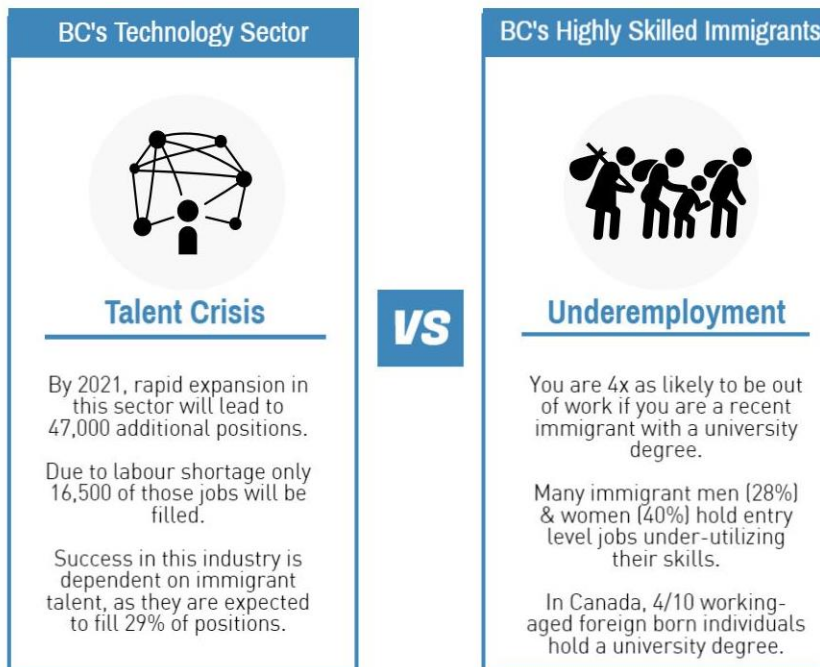 BC's Technology Sector
Talent Crisis
By 2021, rapid expansion in
this sector will lead to
47,000 additional positions.
Due to labour shortage only
16,500 of those jobs will be
filled.
Success in this industry is
dependent on immigrant
talent, as they are expected
to fill 29% of positions.
VS
BC's Highly Skilled Immigrants
Underemployment
You are 4x as likely to be out
of work if you are a recent
immigrant with a university
degree.
Many immigrant men (28%)
& women (40%) hold entry
level jobs under-utilizing
their skills.
In Canada, 4/10 working-
aged foreign born individuals
hold a university degree.